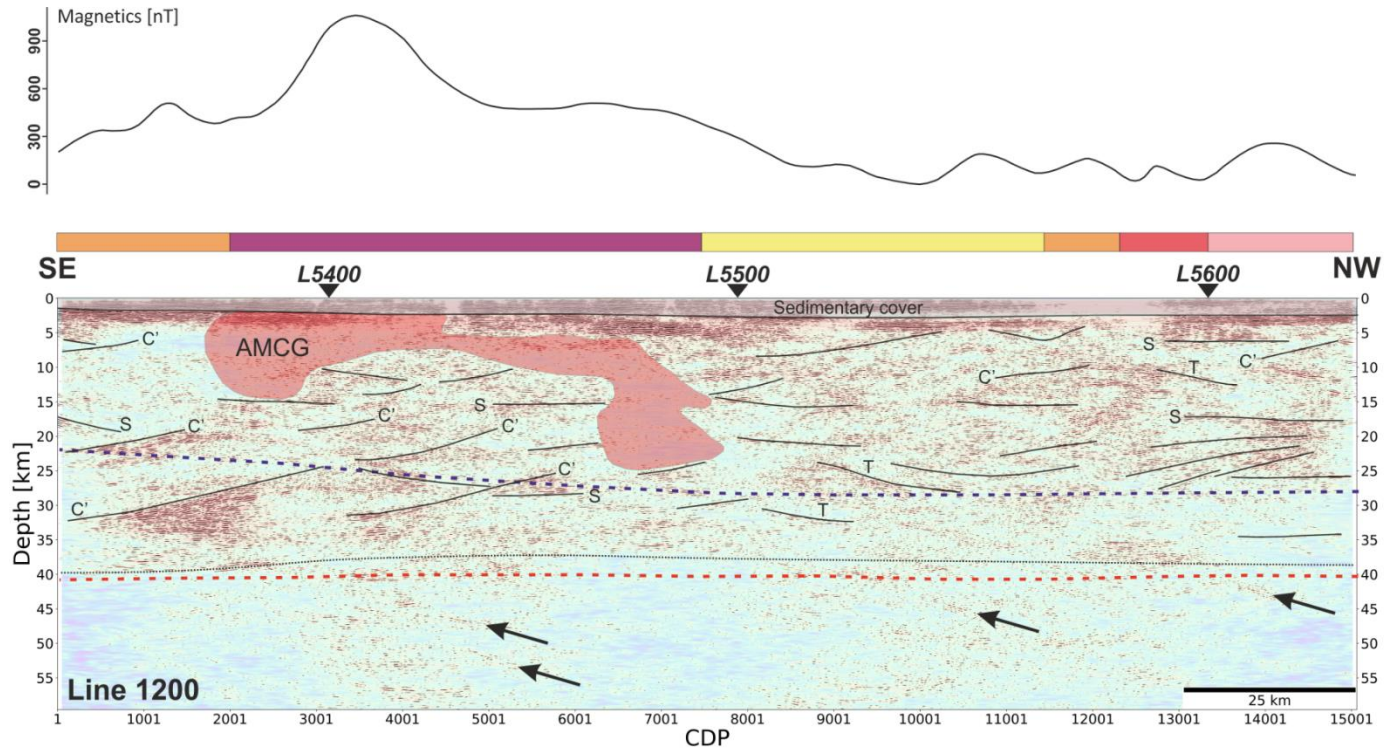 Magnetics [nT]
900
600
300
0
SE
NW
L5400
L5500
L5600
Sedimentary cover
AMCG
C'
S
C'
T
C'
C'
S
C'
S
S
C'
C'
C'
T
C'
S
T
Depth [km]
0
5
10
15
20
25
30
35
40
45
50
55
0
5
10
15
20
25
30
35
40
45
50
55
Line 1200
25 km
1 1001 2001 3001 4001 5001 6001 7001 8001 9001 10001 11001 12001 13001 14001 15001
CDP